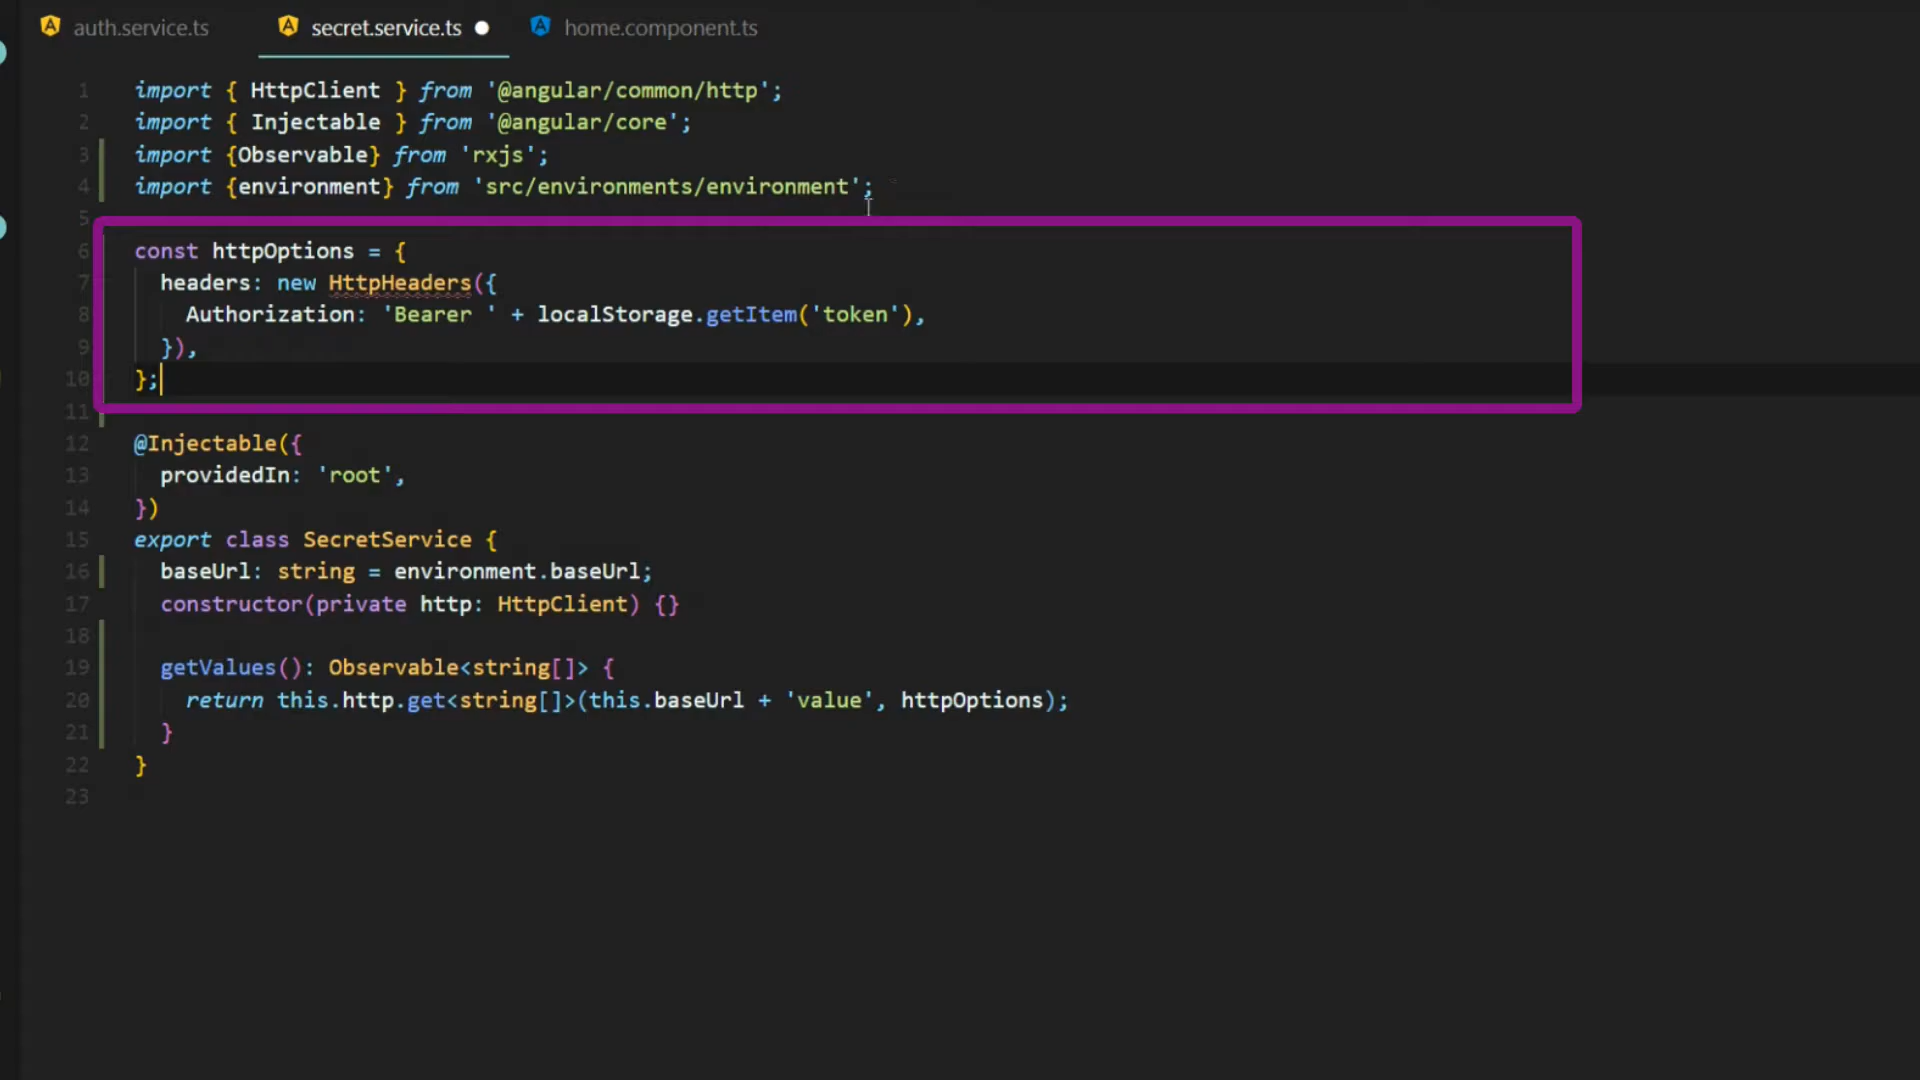 auth.service.ts secret.service.ts home.component.ts
1 import { HttpClient } from '@angular/common/http';
2 import { Injectable } from '@angular/core';
3 import {Observable} from 'rxjs';
4 import {environment} from 'src/environments/environment';
5
6 const httpOptions = {
7 headers: new HttpHeaders({
8 Authorization: 'Bearer ' + localStorage.getItem('token'),
9 }),
10 };
11
12 @Injectable({
13 providedIn: 'root',
14 })
15 export class SecretService {
16 baseUrl: string = environment.baseUrl;
17 constructor(private http: HttpClient) {}
18
19 getValues(): Observable<string[]> {
20 return this.http.get<string[]>(this.baseUrl + 'value', httpOptions);
21 }
22 }
23